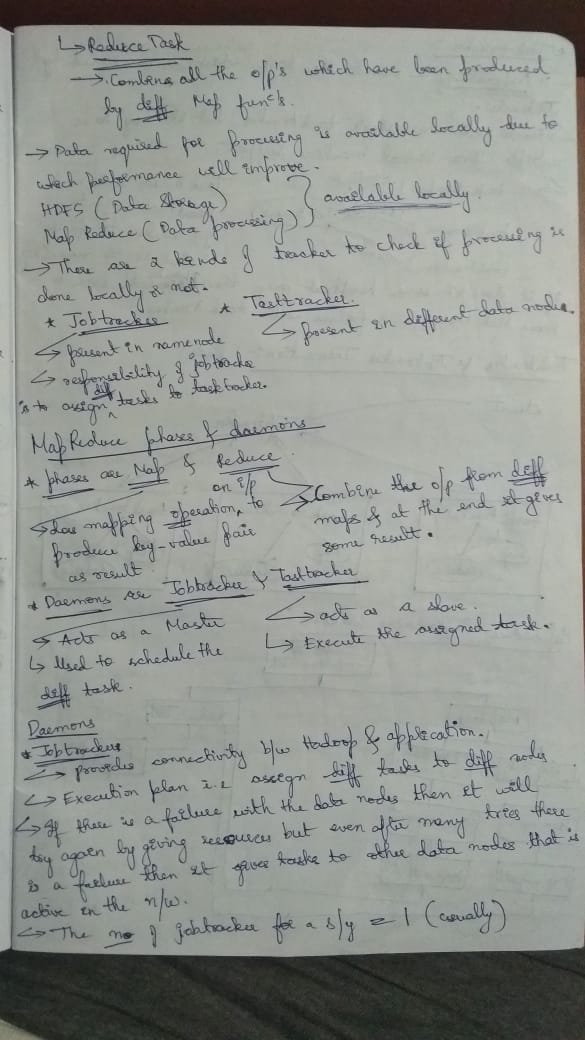 ↳ Reduce Task
→ Combines all the o/p's which have been produced
by diff Map func's.
→ Data required for processing is available locally due to
which performance will improve.
HDFS (Data Storage)
Map Reduce (Data processing) } available locally
→ There are 2 kinds of tracker to check if processing is
done locally or not.
* Jobtracker
↳ present in namenode
↳ responsibility of jobtracker
is to assign diff tasks to tasktracker.
* Tasktracker
↳ present in different data nodes.
MapReduce phases & daemons
* phases are Map & Reduce
↳ Does mapping operation on i/p to
produce key-value pair
as result
↳ Combine the o/p from diff
maps & at the end it gives
some result.
* Daemons are Jobtracker & Tasktracker
↳ Acts as a Master
↳ Used to schedule the
diff task.
↳ acts as a slave.
↳ Execute the assigned task.
Daemons
* Jobtracker
↳ provides connectivity b/w Hadoop & application.
↳ Execution plan i.e assign diff tasks to diff nodes
↳ If there is a failure with the data nodes then it will
try again by giving resources but even after many tries there
is a failure then it gives tasks to other data nodes that is
active in the n/w.
↳ The no of jobtracker for a s/y = 1 (usually)